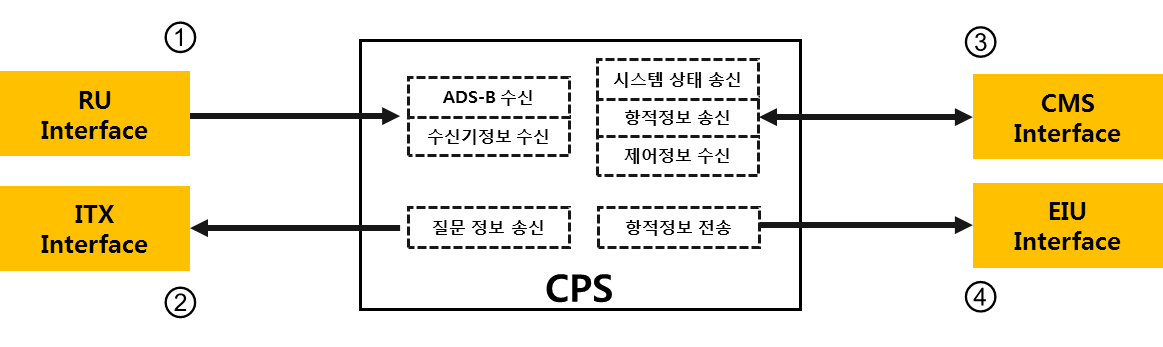 ①
RU
Interface
ADS-B 수신
수신기정보 수신
시스템 상태 송신
항적정보 송신
제어정보 수신
③
CMS
Interface
ITX
Interface
②
질문 정보 송신
항적정보 전송
CPS
EIU
Interface
④